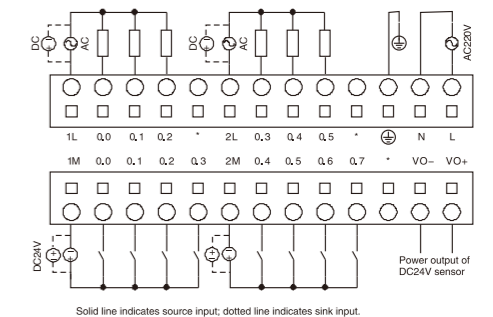 DC AC DC AC AC220V
1L 0.0 0.1 0.2 * 2L 0.3 0.4 0.5 * N L
1M 0.0 0.1 0.2 0.3 2M 0.4 0.5 0.6 0.7 * VO− VO+
DC24V
Power output of
DC24V sensor
Solid line indicates source input; dotted line indicates sink input.